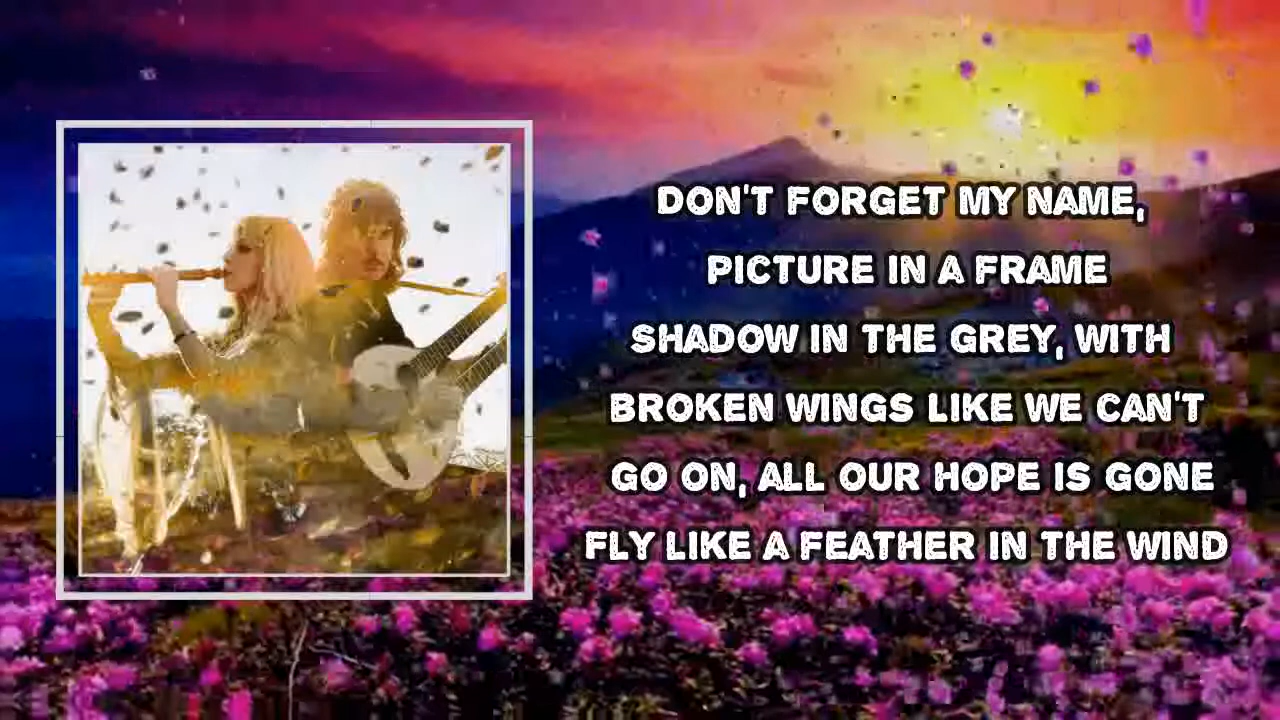 DON'T FORGET MY NAME,
PICTURE IN A FRAME
SHADOW IN THE GREY, WITH
BROKEN WINGS LIKE WE CAN'T
GO ON, ALL OUR HOPE IS GONE
FLY LIKE A FEATHER IN THE WIND